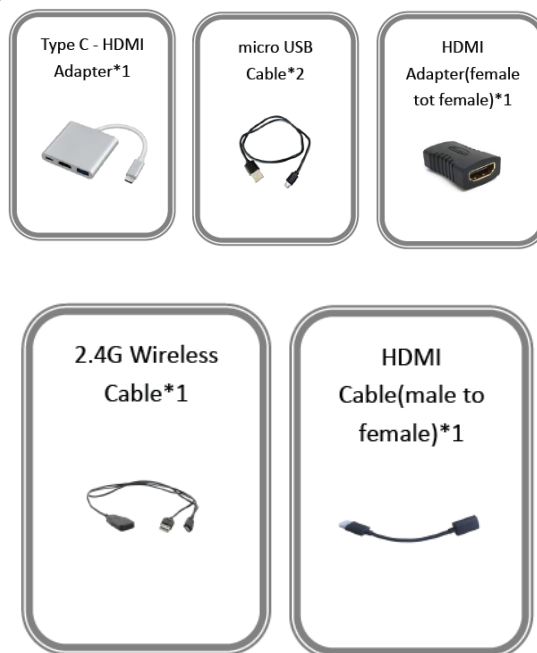 Type C - HDMI
Adapter*1
micro USB
Cable*2
HDMI
Adapter(female
tot female)*1
2.4G Wireless
Cable*1
HDMI
Cable(male to
female)*1